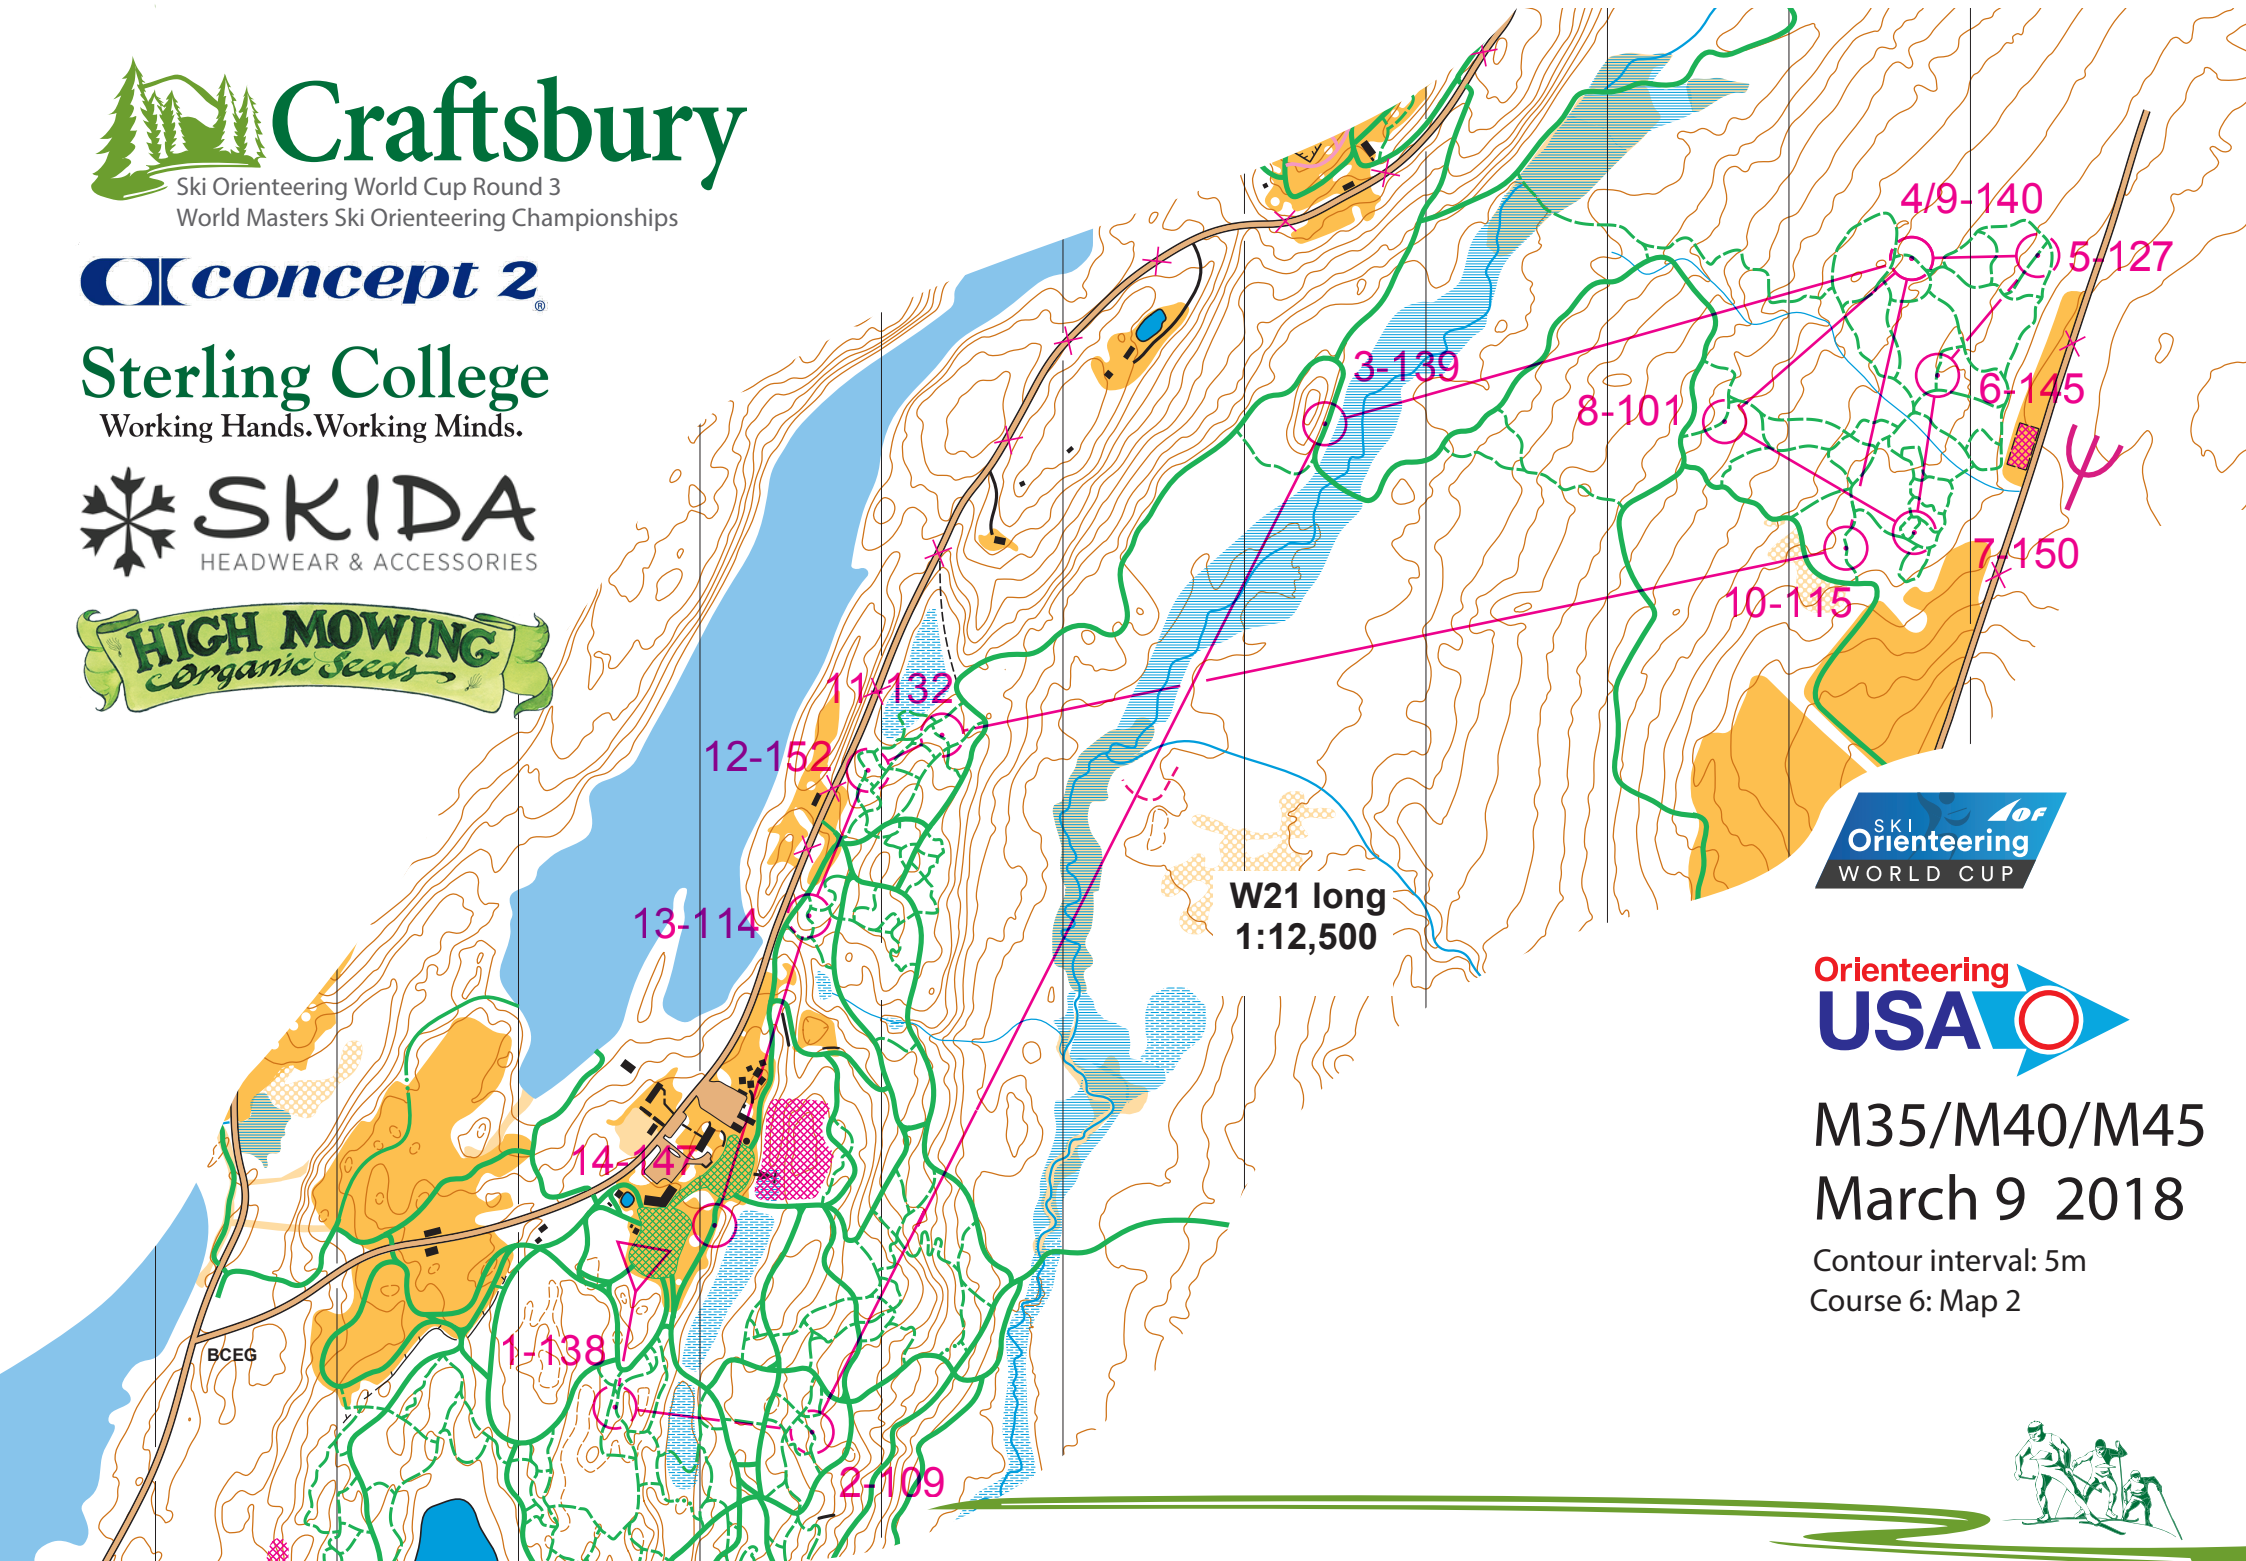 Craftsbury
Ski Orienteering World Cup Round 3
World Masters Ski Orienteering Championships
concept 2®
Sterling College
Working Hands. Working Minds.
SKIDA
HEADWEAR & ACCESSORIES
HIGH MOWING
Organic Seeds
4/9-140
5-127
3-139
6-145
8-101
7-150
10-115
11-132
12-152
13-114
W21 long
1:12,500
14-147
1-138
BCEG
2-109
IOF
SKI
Orienteering
WORLD CUP
Orienteering
USA
M35/M40/M45
March 9 2018
Contour interval: 5m
Course 6: Map 2